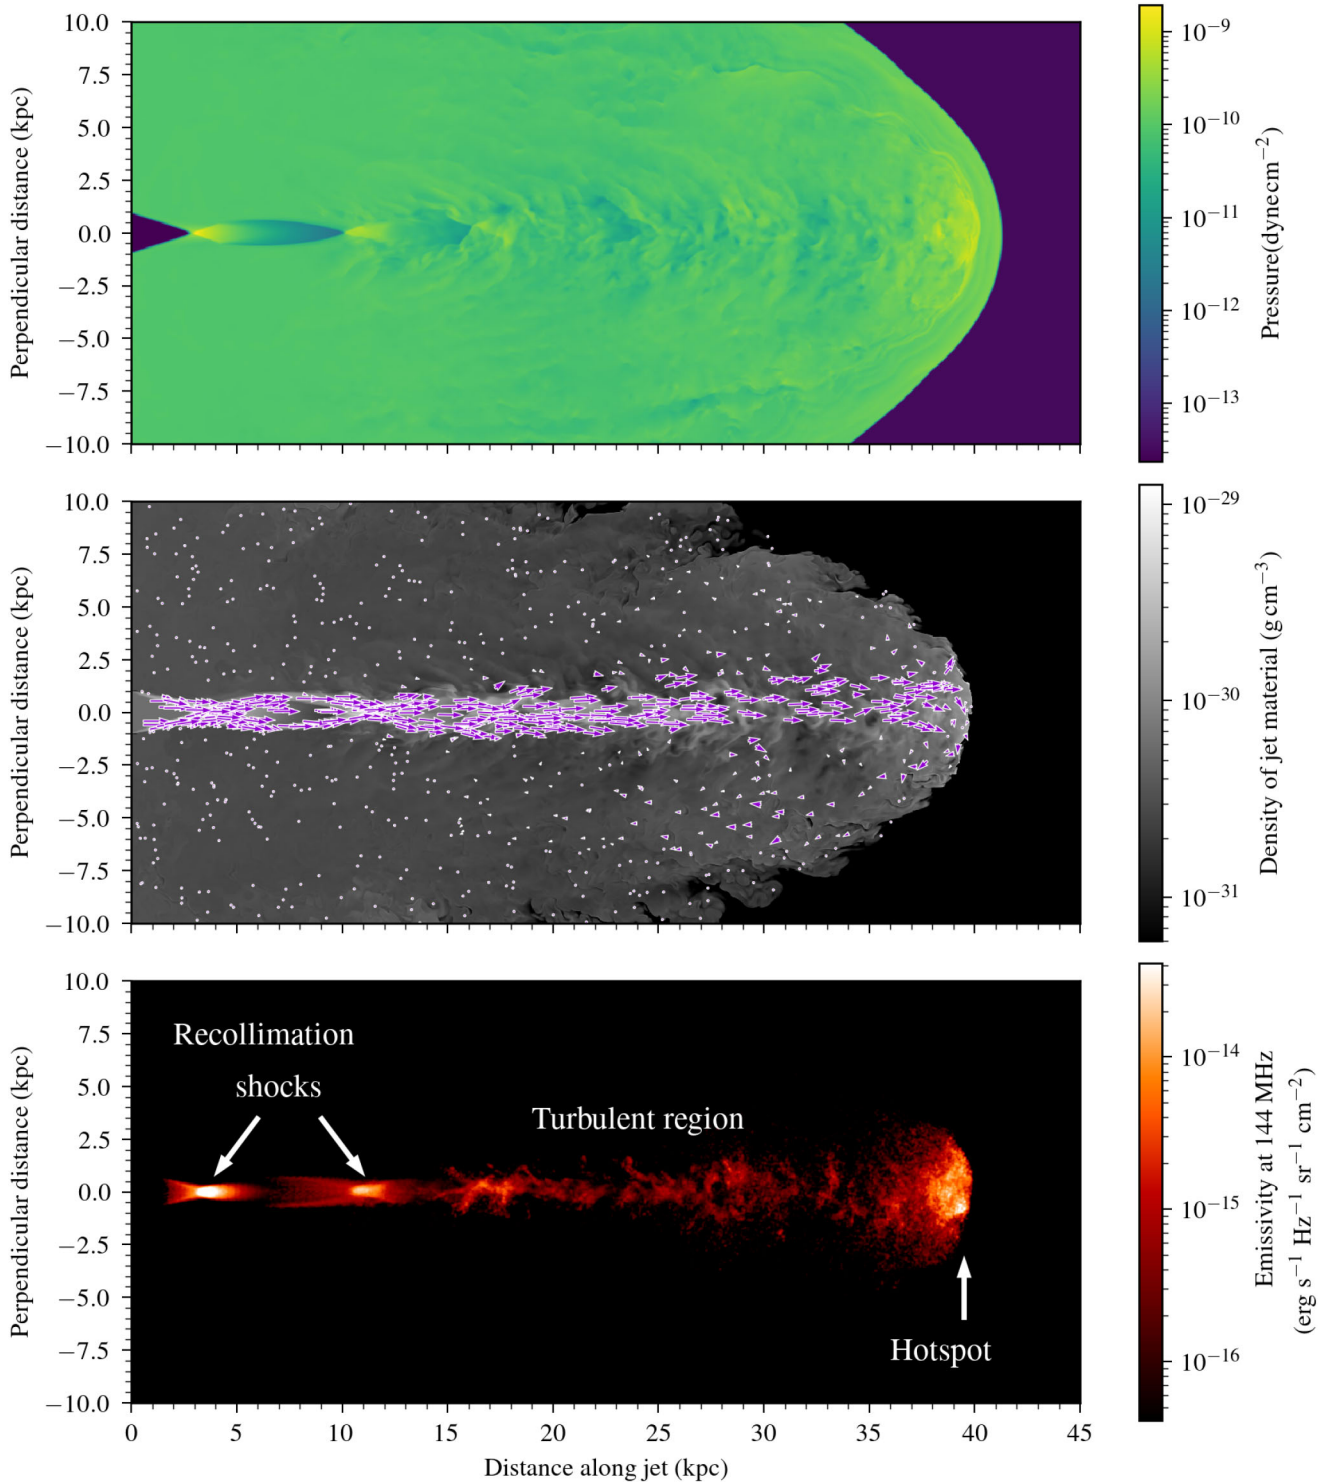 10.0
7.5
5.0
2.5
0.0
−2.5
−5.0
−7.5
−10.0
Perpendicular distance (kpc)
10⁻⁹
10⁻¹⁰
10⁻¹¹
10⁻¹²
10⁻¹³
Pressure(dynecm⁻²)
10.0
7.5
5.0
2.5
0.0
−2.5
−5.0
−7.5
−10.0
Perpendicular distance (kpc)
10⁻²⁹
10⁻³⁰
10⁻³¹
Density of jet material (g cm⁻³)
10.0
7.5
5.0
2.5
0.0
−2.5
−5.0
−7.5
−10.0
Perpendicular distance (kpc)
Recollimation
shocks
Turbulent region
Hotspot
10⁻¹⁴
10⁻¹⁵
10⁻¹⁶
Emissivity at 144 MHz
(erg s⁻¹ Hz⁻¹ sr⁻¹ cm⁻²)
0 5 10 15 20 25 30 35 40 45
Distance along jet (kpc)